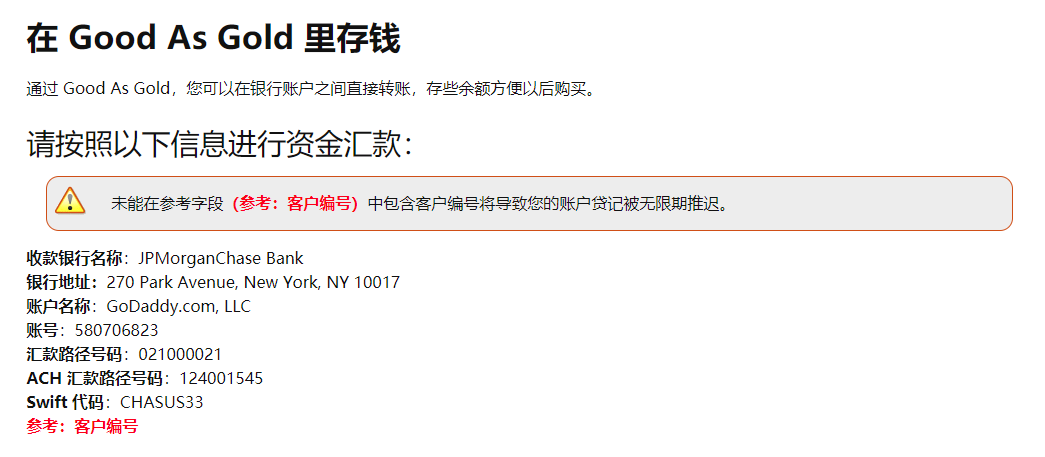 在 Good As Gold 里存钱
通过 Good As Gold，您可以在银行账户之间直接转账，存些余额方便以后购买。
请按照以下信息进行资金汇款：
未能在参考字段（参考：客户编号）中包含客户编号将导致您的账户贷记被无限期推迟。
收款银行名称：JPMorganChase Bank
银行地址：270 Park Avenue, New York, NY 10017
账户名称：GoDaddy.com, LLC
账号：580706823
汇款路径号码：021000021
ACH 汇款路径号码：124001545
Swift 代码：CHASUS33
参考：客户编号